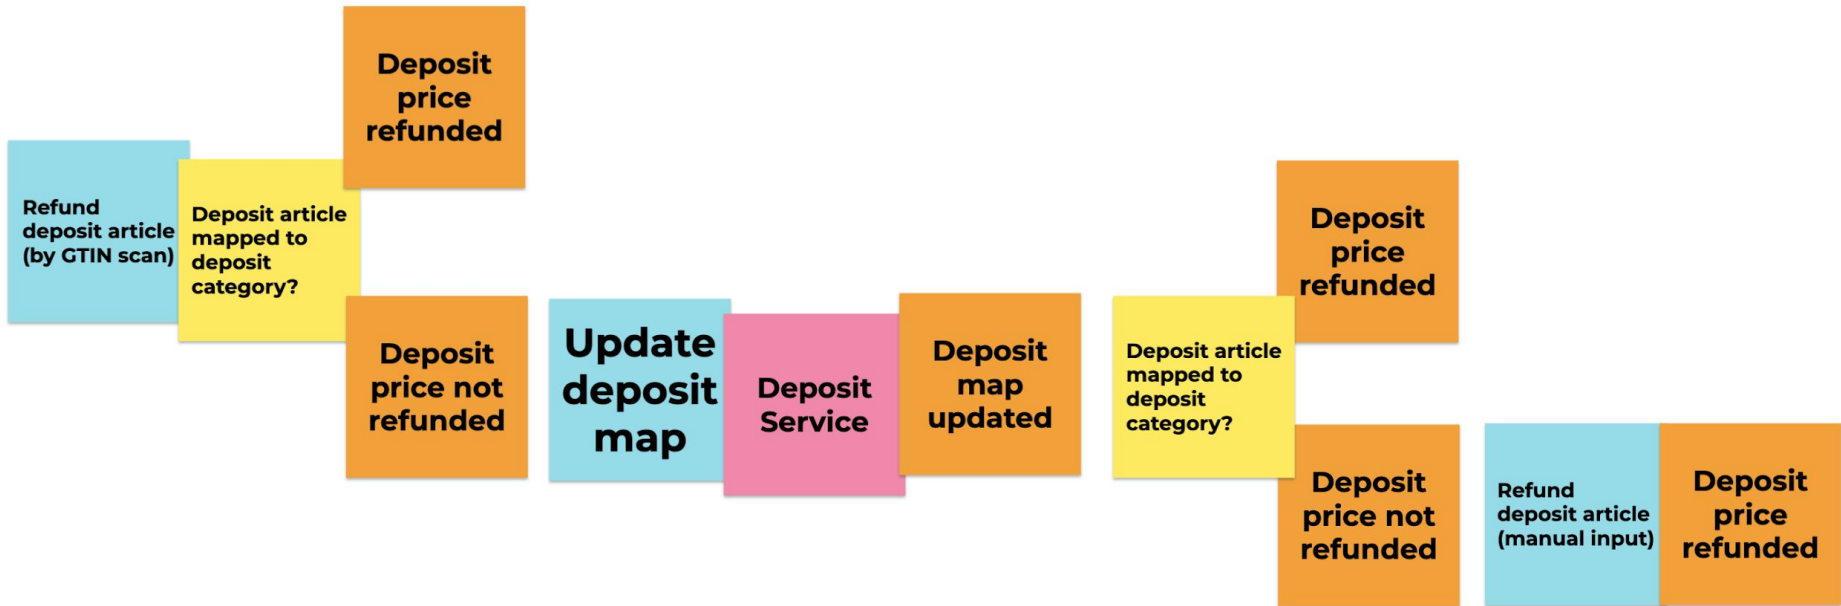 Deposit
price
refunded
Refund
deposit article
(by GTIN scan)
Deposit article
mapped to
deposit
category?
Deposit
price not
refunded
Update
deposit
map
Deposit
Service
Deposit
map
updated
Deposit article
mapped to
deposit
category?
Deposit
price
refunded
Deposit
price not
refunded
Refund
deposit article
(manual input)
Deposit
price
refunded